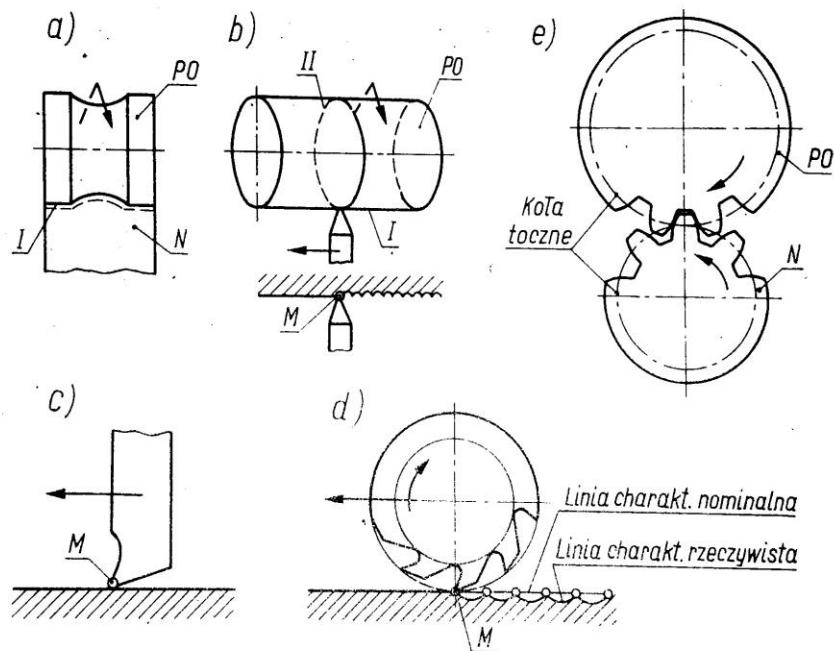 a)
PO
I
N
b)
II
PO
I
M
e)
PO
Koła
toczne
N
c)
M
d)
Linia charakt. nominalna
Linia charakt. rzeczywista
M